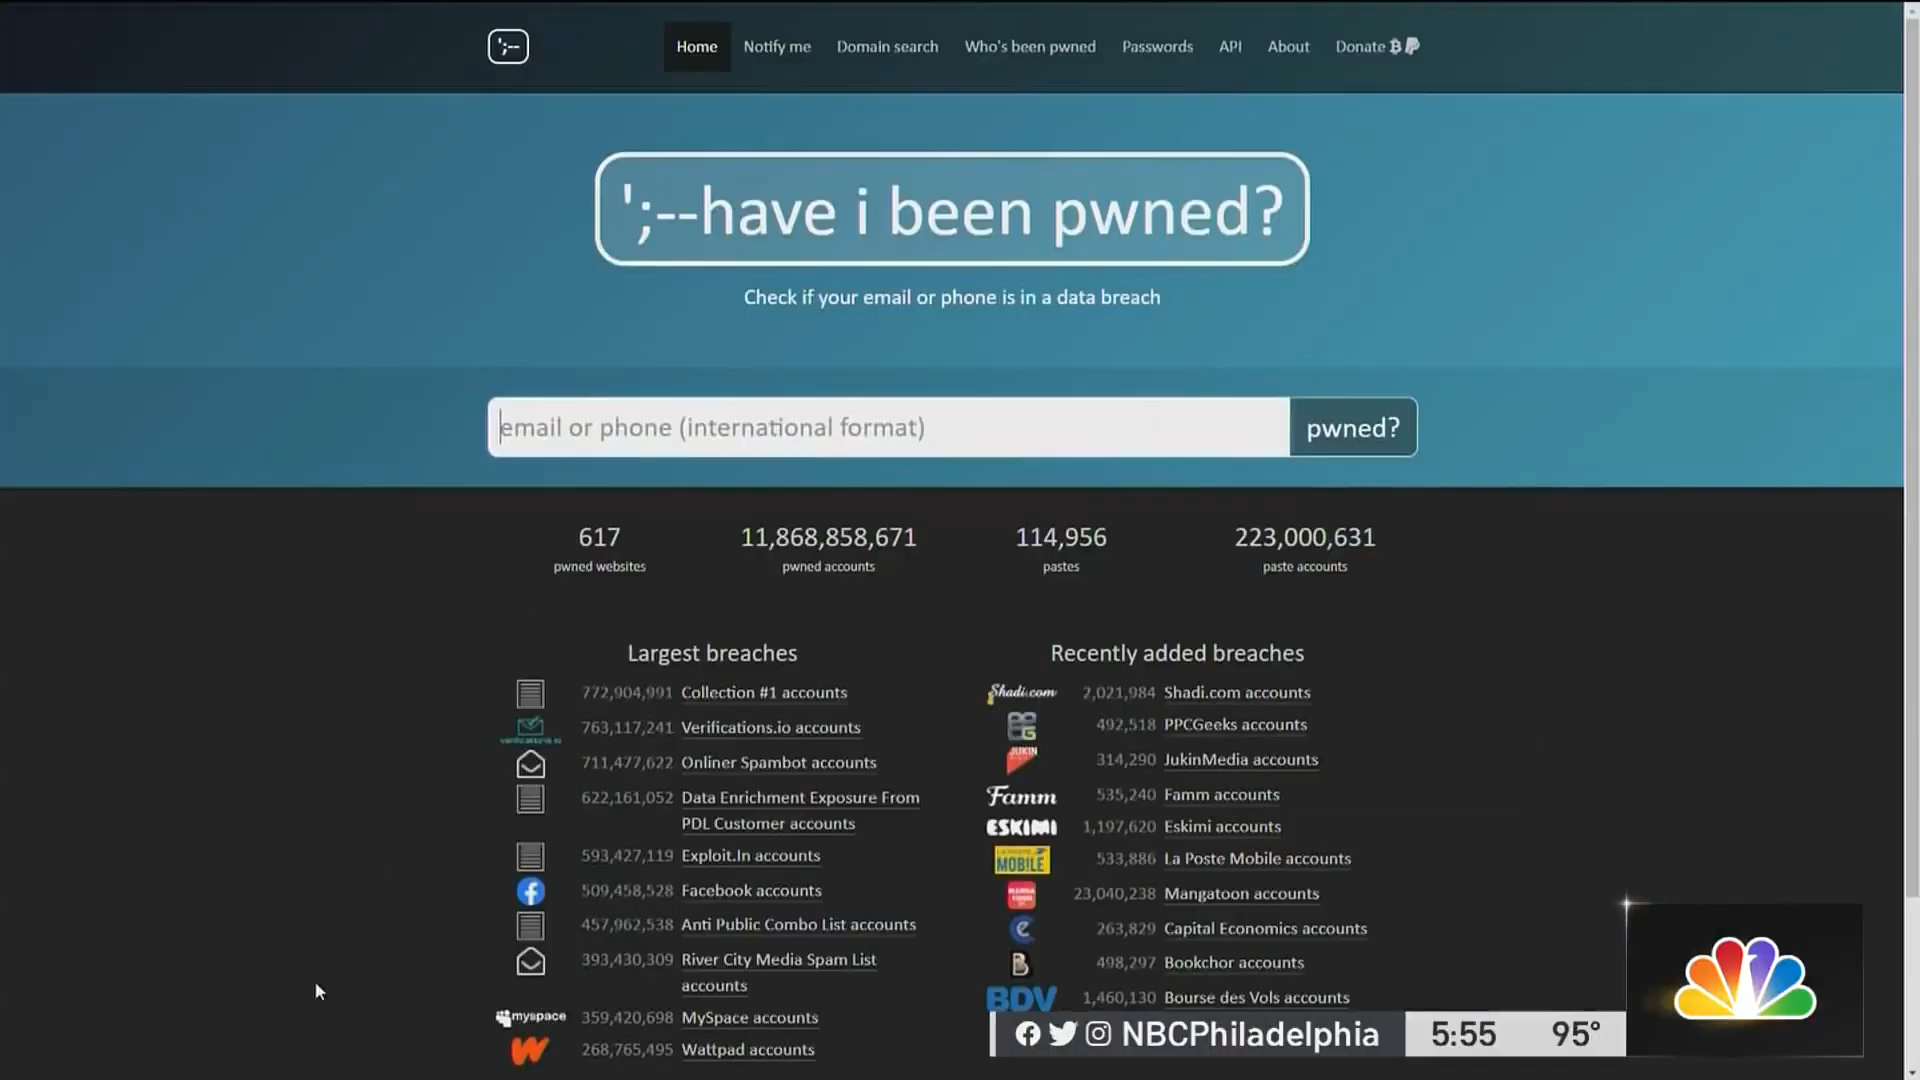 ';--
Home
Notify me
Domain search
Who's been pwned
Passwords
API
About
Donate
';--have i been pwned?
Check if your email or phone is in a data breach
email or phone (international format)
pwned?
617
pwned websites
11,868,858,671
pwned accounts
114,956
pastes
223,000,631
paste accounts
Largest breaches
772,904,991 Collection #1 accounts
verifications.io
763,117,241 Verifications.io accounts
711,477,622 Onliner Spambot accounts
622,161,052 Data Enrichment Exposure From
PDL Customer accounts
593,427,119 Exploit.In accounts
509,458,528 Facebook accounts
457,962,538 Anti Public Combo List accounts
393,430,309 River City Media Spam List
accounts
myspace 359,420,698 MySpace accounts
268,765,495 Wattpad accounts
Recently added breaches
Shadi.com 2,021,984 Shadi.com accounts
492,518 PPCGeeks accounts
JUKIN
314,290 JukinMedia accounts
Famm 535,240 Famm accounts
ESKIMI 1,197,620 Eskimi accounts
MOBILE 533,886 La Poste Mobile accounts
23,040,238 Mangatoon accounts
263,829 Capital Economics accounts
B 498,297 Bookchor accounts
BDV 1,460,130 Bourse des Vols accounts
NBCPhiladelphia
5:55 95°